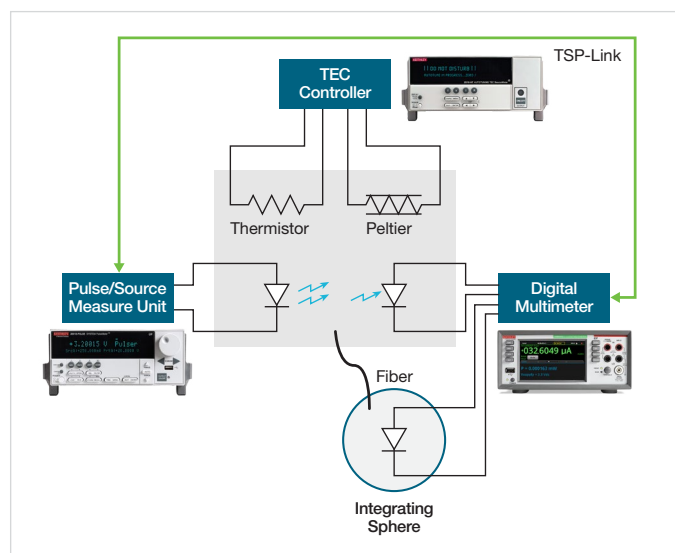 TSP-Link
TEC
Controller
Thermistor
Peltier
Pulse/Source
Measure Unit
Digital
Multimeter
+3.20015 V Pulser
-032.6049 μA
Fiber
Integrating
Sphere